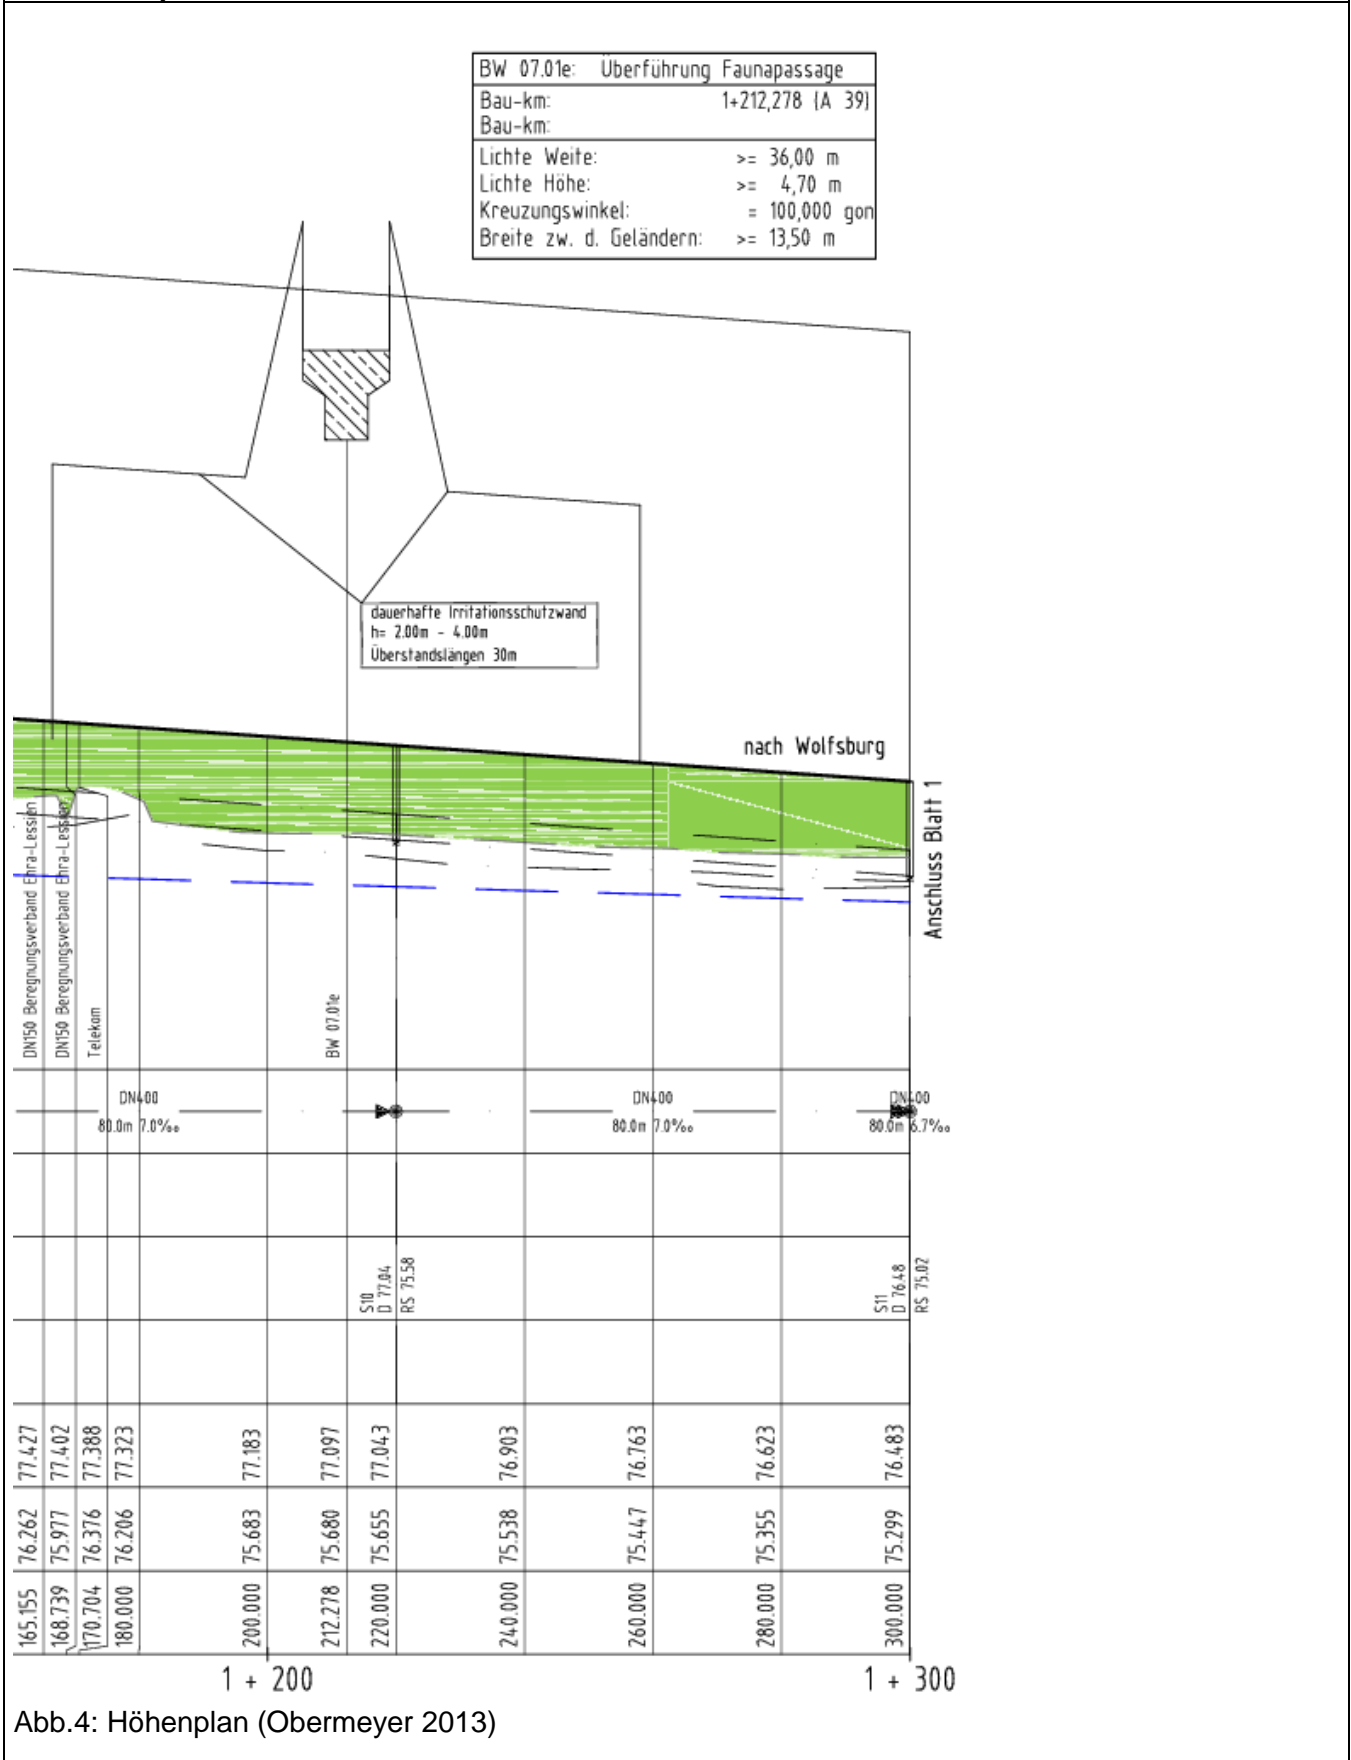 BW 07.01e: Überführung Faunapassage
Bau-km: 1+212,278 (A 39)
Bau-km:
Lichte Weite: >= 36,00 m
Lichte Höhe: >= 4,70 m
Kreuzungswinkel: = 100,000 gon
Breite zw. d. Geländern: >= 13,50 m
dauerhafte Irritationsschutzwand
h= 2.00m - 4.00m
Überstandslängen 30m
nach Wolfsburg
Anschluss Blatt 1
DN150 Beregnungsverband Ehra-Lessien
DN150 Beregnungsverband Ehra-Lessien
Telekom
BW 07.01e
DN400
80.0m 7.0‰
DN400
80.0m 7.0‰
DN400
80.0m 6.7‰
S10
D 77.04
RS 75.58
S11
D 76.48
RS 75.02
77.427 77.402 77.388 77.323 77.183 77.097 77.043 76.903 76.763 76.623 76.483
76.262 75.977 76.376 76.206 75.683 75.680 75.655 75.538 75.447 75.355 75.299
165.155 168.739 170.704 180.000 200.000 212.278 220.000 240.000 260.000 280.000 300.000
1 + 200 1 + 300
Abb.4: Höhenplan (Obermeyer 2013)